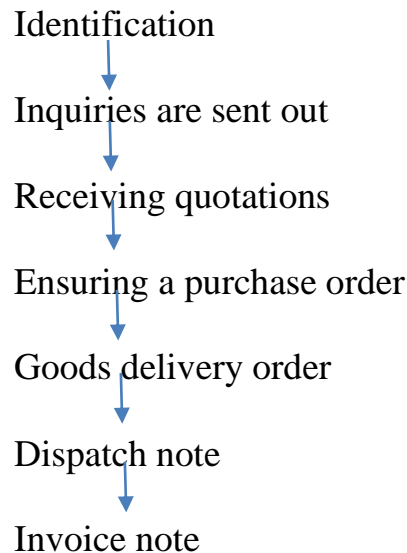 Identification
Inquiries are sent out
Receiving quotations
Ensuring a purchase order
Goods delivery order
Dispatch note
Invoice note